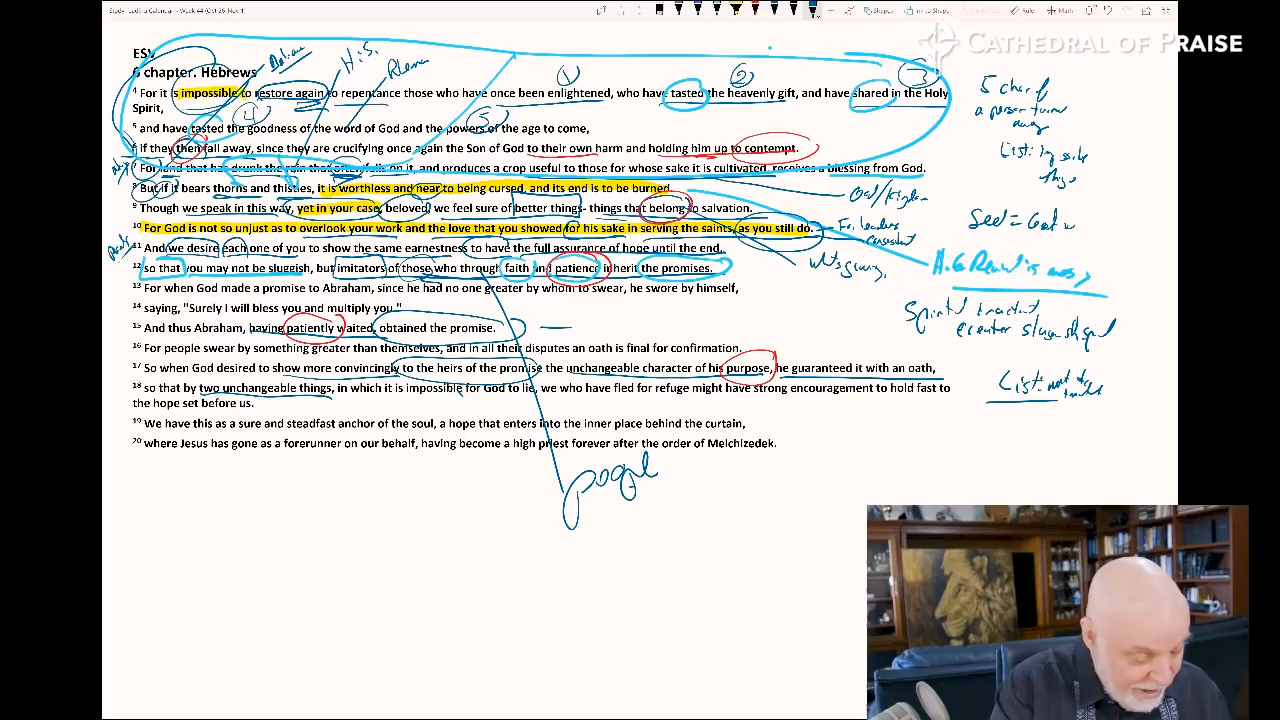 Study Reading Calendar - Week 44 (Oct 26-Nov 1)
Shapes Ink to Shape Rule Math
CATHEDRAL OF PRAISE
ESV
6 chapter. Hebrews
4 For it is impossible to restore again to repentance those who have once been enlightened, who have tasted the heavenly gift, and have shared in the Holy
Spirit,
5 and have tasted the goodness of the word of God and the powers of the age to come,
6 if they then fall away, since they are crucifying once again the Son of God to their own harm and holding him up to contempt.
7 For land that has drunk the rain that often falls on it, and produces a crop useful to those for whose sake it is cultivated, receives a blessing from God.
8 But if it bears thorns and thistles, it is worthless and near to being cursed, and its end is to be burned.
9 Though we speak in this way, yet in your case, beloved, we feel sure of better things- things that belong to salvation.
10 For God is not so unjust as to overlook your work and the love that you showed for his sake in serving the saints, as you still do.
11 And we desire each one of you to show the same earnestness to have the full assurance of hope until the end,
12 so that you may not be sluggish, but imitators of those who through faith and patience inherit the promises.
13 For when God made a promise to Abraham, since he had no one greater by whom to swear, he swore by himself,
14 saying, "Surely I will bless you and multiply you."
15 And thus Abraham, having patiently waited, obtained the promise.
16 For people swear by something greater than themselves, and in all their disputes an oath is final for confirmation.
17 So when God desired to show more convincingly to the heirs of the promise the unchangeable character of his purpose, he guaranteed it with an oath,
18 so that by two unchangeable things, in which it is impossible for God to lie, we who have fled for refuge might have strong encouragement to hold fast to
the hope set before us.
19 We have this as a sure and steadfast anchor of the soul, a hope that enters into the inner place behind the curtain,
20 where Jesus has gone as a forerunner on our behalf, having become a high priest forever after the order of Melchizedek.
H.S.
1
2
3
4
5
5 char of
a person turn
away